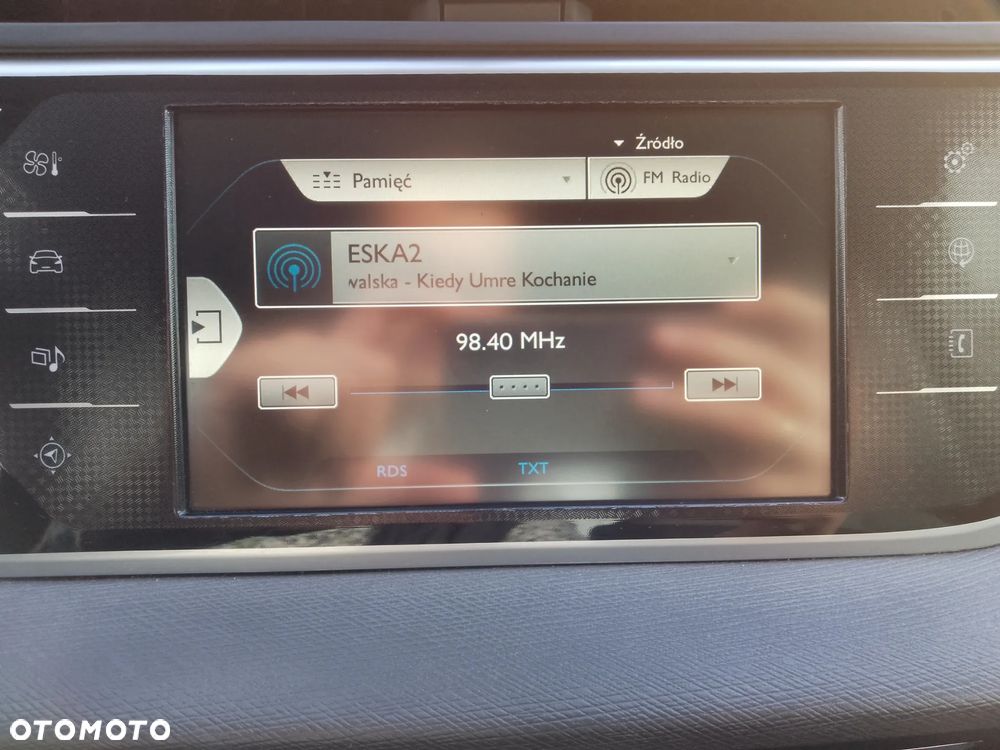 Źródło
Pamięć
FM Radio
ESKA2
walska - Kiedy Umre Kochanie
98.40 MHz
RDS
TXT
OTOMOTO